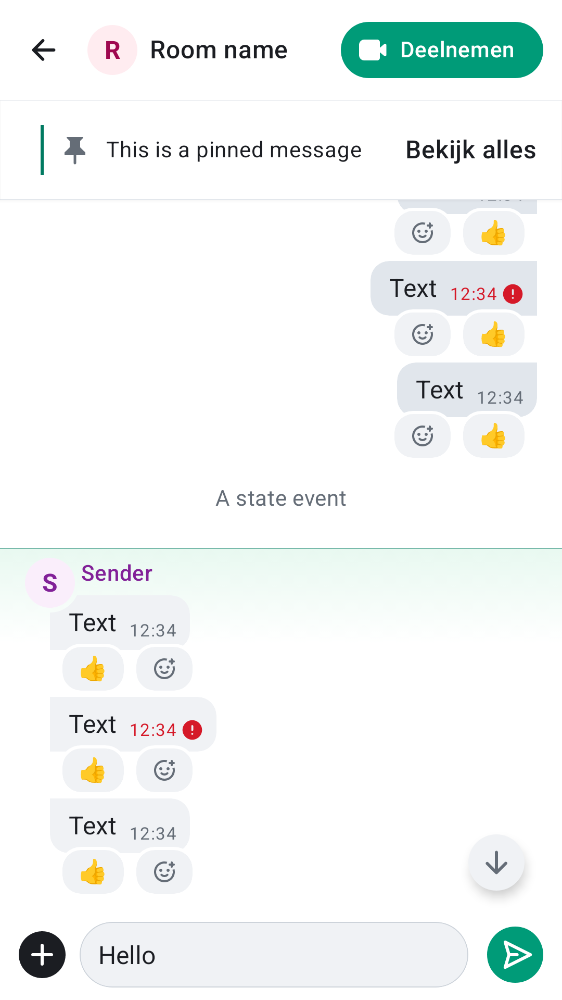 R Room name Deelnemen
This is a pinned message Bekijk alles
Text 12:34
Text 12:34
A state event
S Sender
Text 12:34
Text 12:34
Text 12:34
Hello